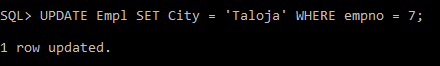 SQL> UPDATE Empl SET City = 'Taloja' WHERE empno = 7;
1 row updated.